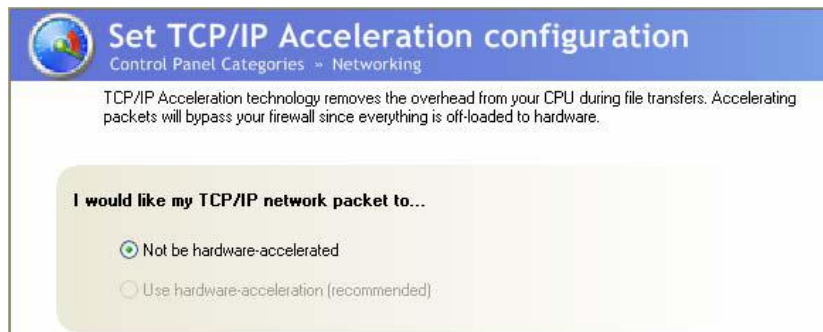 Set TCP/IP Acceleration configuration
Control Panel Categories » Networking
TCP/IP Acceleration technology removes the overhead from your CPU during file transfers. Accelerating
packets will bypass your firewall since everything is off-loaded to hardware.
I would like my TCP/IP network packet to...
Not be hardware-accelerated
Use hardware-acceleration (recommended)